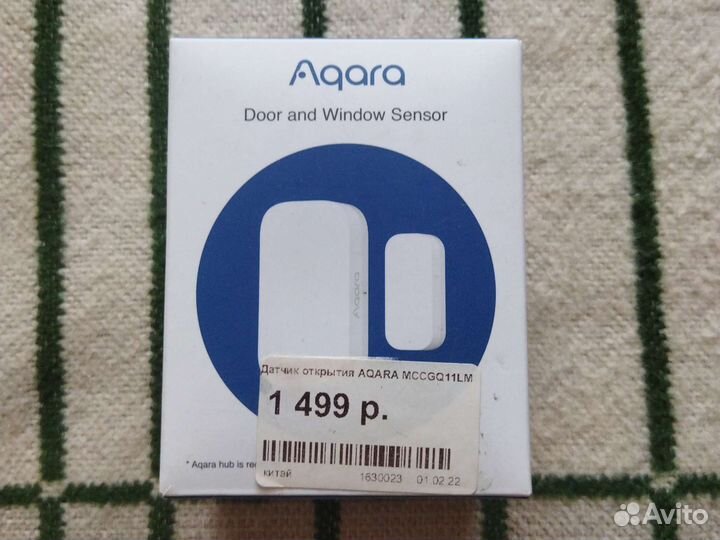 Aqara
Door and Window Sensor
Aqara
Датчик открытия AQARA MCCGQ11LM
1 499 р.
* Aqara hub is
китай 1630023 01.02.22
Avito